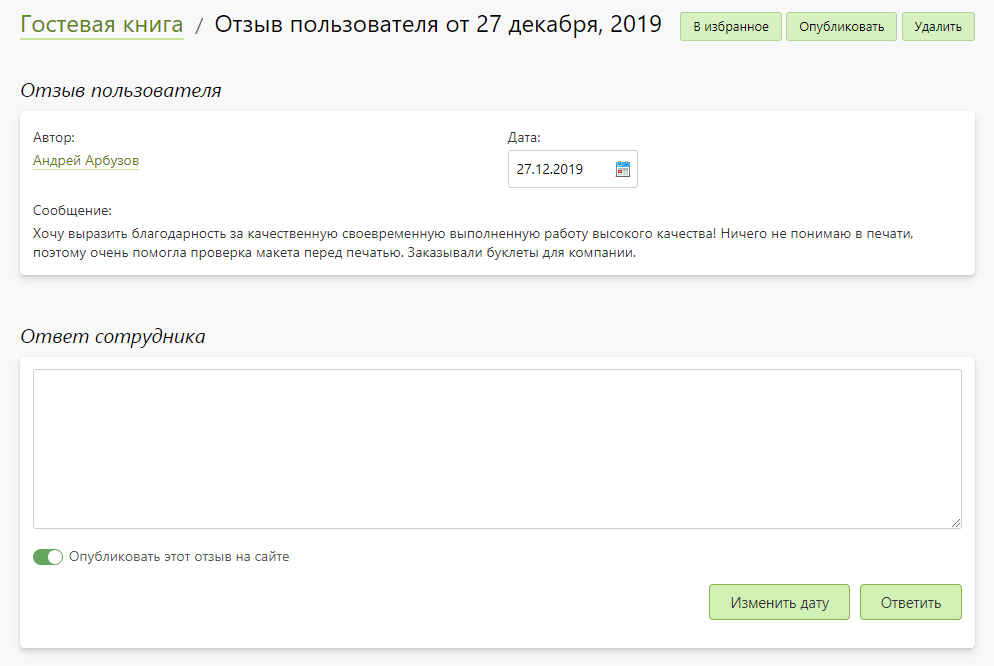 Гостевая книга / Отзыв пользователя от 27 декабря, 2019 В избранное Опубликовать Удалить
Отзыв пользователя
Автор: Дата:
Андрей Арбузов 27.12.2019
Сообщение:
Хочу выразить благодарность за качественную своевременную выполненную работу высокого качества! Ничего не понимаю в печати,
поэтому очень помогла проверка макета перед печатью. Заказывали буклеты для компании.
Ответ сотрудника
Опубликовать этот отзыв на сайте
Изменить дату Ответить